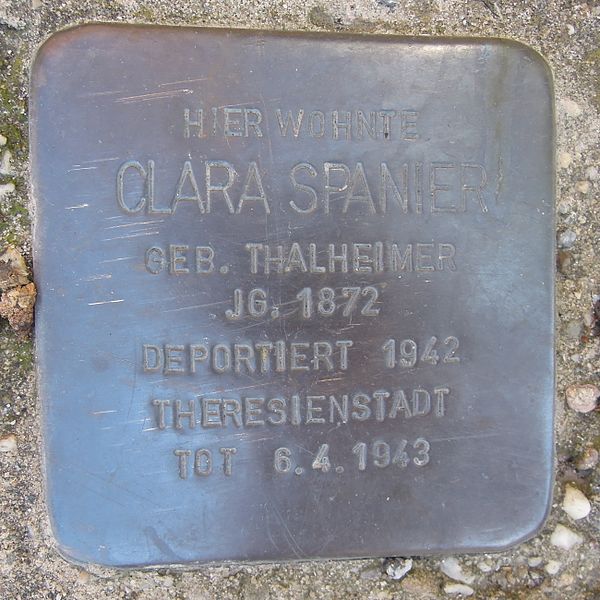 HIER WOHNTE
CLARA SPANIER
GEB. THALHEIMER
JG. 1872
DEPORTIERT 1942
THERESIENSTADT
TOT 6.4.1943